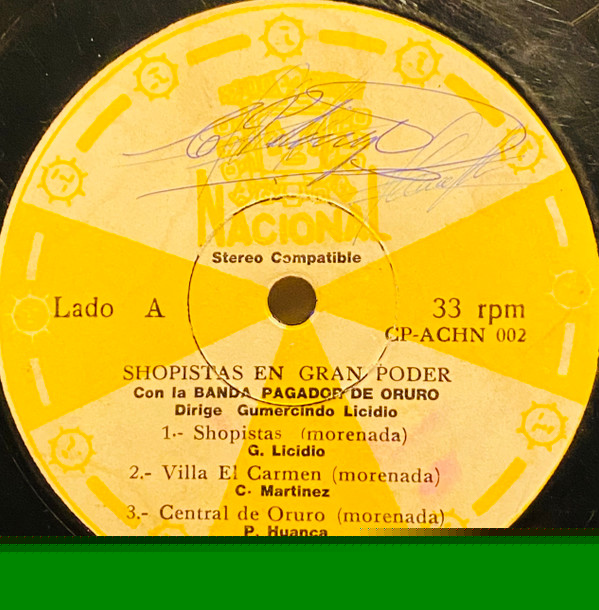 NACIONAL
Stereo Compatible
Lado A
33 rpm
CP-ACHN 002
SHOPISTAS EN GRAN PODER
Con la BANDA PAGADOR DE ORURO
Dirige Gumercindo Licidio
1.- Shopistas (morenada)
G. Licidio
2.- Villa El Carmen (morenada)
C. Martinez
3.- Central de Oruro (morenada)
P. Huanca